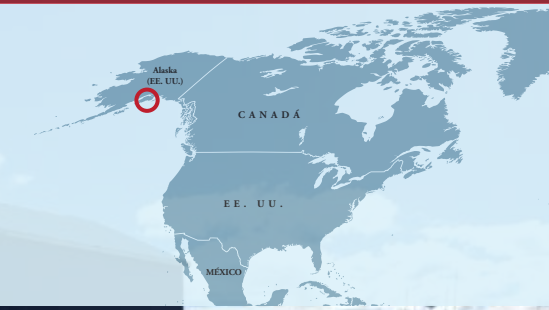 Alaska
(EE. UU.)
CANADÁ
EE. UU.
MÉXICO